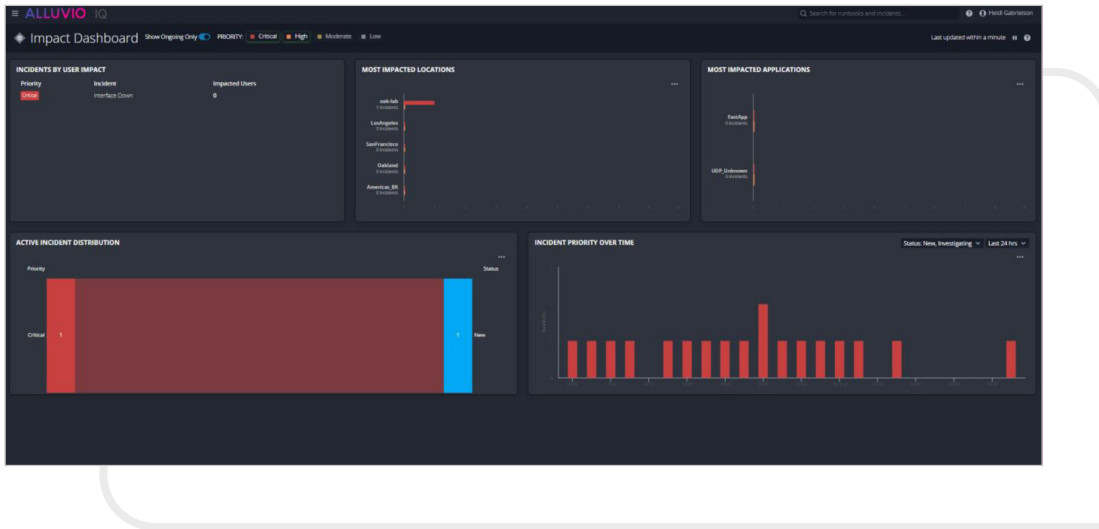 ALLUVIO IQ
Search for runbooks and incidents...
Heidi Gabrielson
Impact Dashboard
Show Ongoing Only
PRIORITY:
Critical
High
Moderate
Low
Last updated within a minute
INCIDENTS BY USER IMPACT
Priority Incident Impacted Users
Critical Interface Down 0
MOST IMPACTED LOCATIONS
oak-lab
1 Incidents
LosAngeles
0 Incidents
SanFrancisco
0 Incidents
Oakland
0 Incidents
American_BR
0 Incidents
MOST IMPACTED APPLICATIONS
FastApp
0 Incidents
UDP_Unknown
0 Incidents
ACTIVE INCIDENT DISTRIBUTION
Priority Status
Critical 1 1 New
INCIDENT PRIORITY OVER TIME
Status: New, Investigating
Last 24 hrs
Incidents